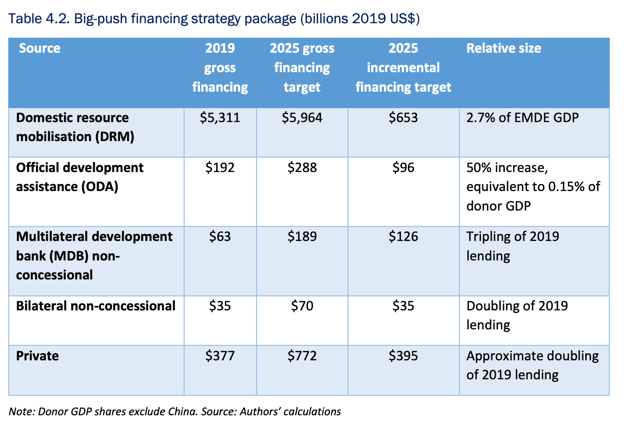 Table 4.2. Big-push financing strategy package (billions 2019 US$)
Source
2019
gross
financing
2025 gross
financing
target
2025
incremental
financing target
Relative size
Domestic resource
mobilisation (DRM)
$5,311
$5,964
$653
2.7% of EMDE GDP
Official development
assistance (ODA)
$192
$288
$96
50% increase,
equivalent to 0.15% of
donor GDP
Multilateral development
bank (MDB) non-
concessional
$63
$189
$126
Tripling of 2019
lending
Bilateral non-concessional
$35
$70
$35
Doubling of 2019
lending
Private
$377
$772
$395
Approximate doubling
of 2019 lending
Note: Donor GDP shares exclude China. Source: Authors’ calculations